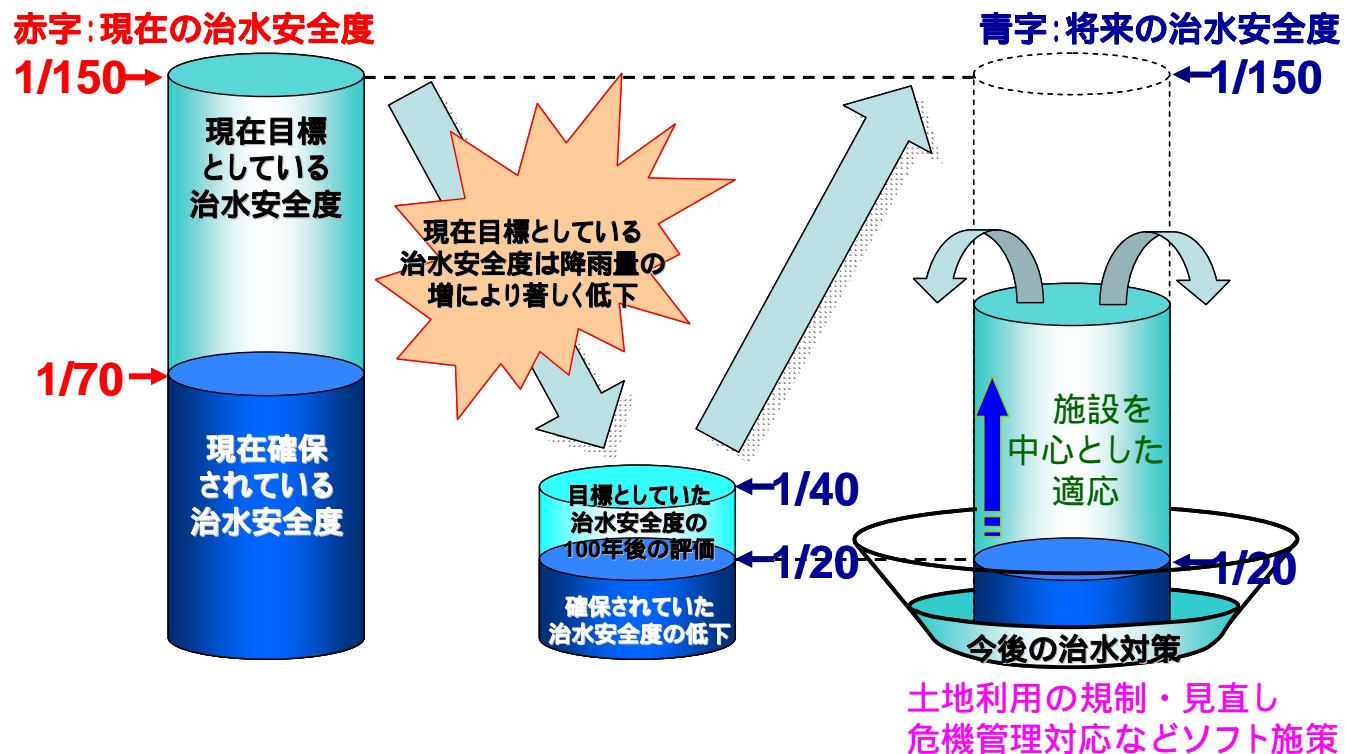 赤字:現在の治水安全度
1/150
現在目標
としている
治水安全度
1/70
現在確保
されている
治水安全度
現在目標としている
治水安全度は降雨量の
増により著しく低下
1/40
目標としていた
治水安全度の
100年後の評価
1/20
確保されていた
治水安全度の低下
青字:将来の治水安全度
1/150
施設を
中心とした
適応
1/20
今後の治水対策
土地利用の規制・見直し
危機管理対応などソフト施策